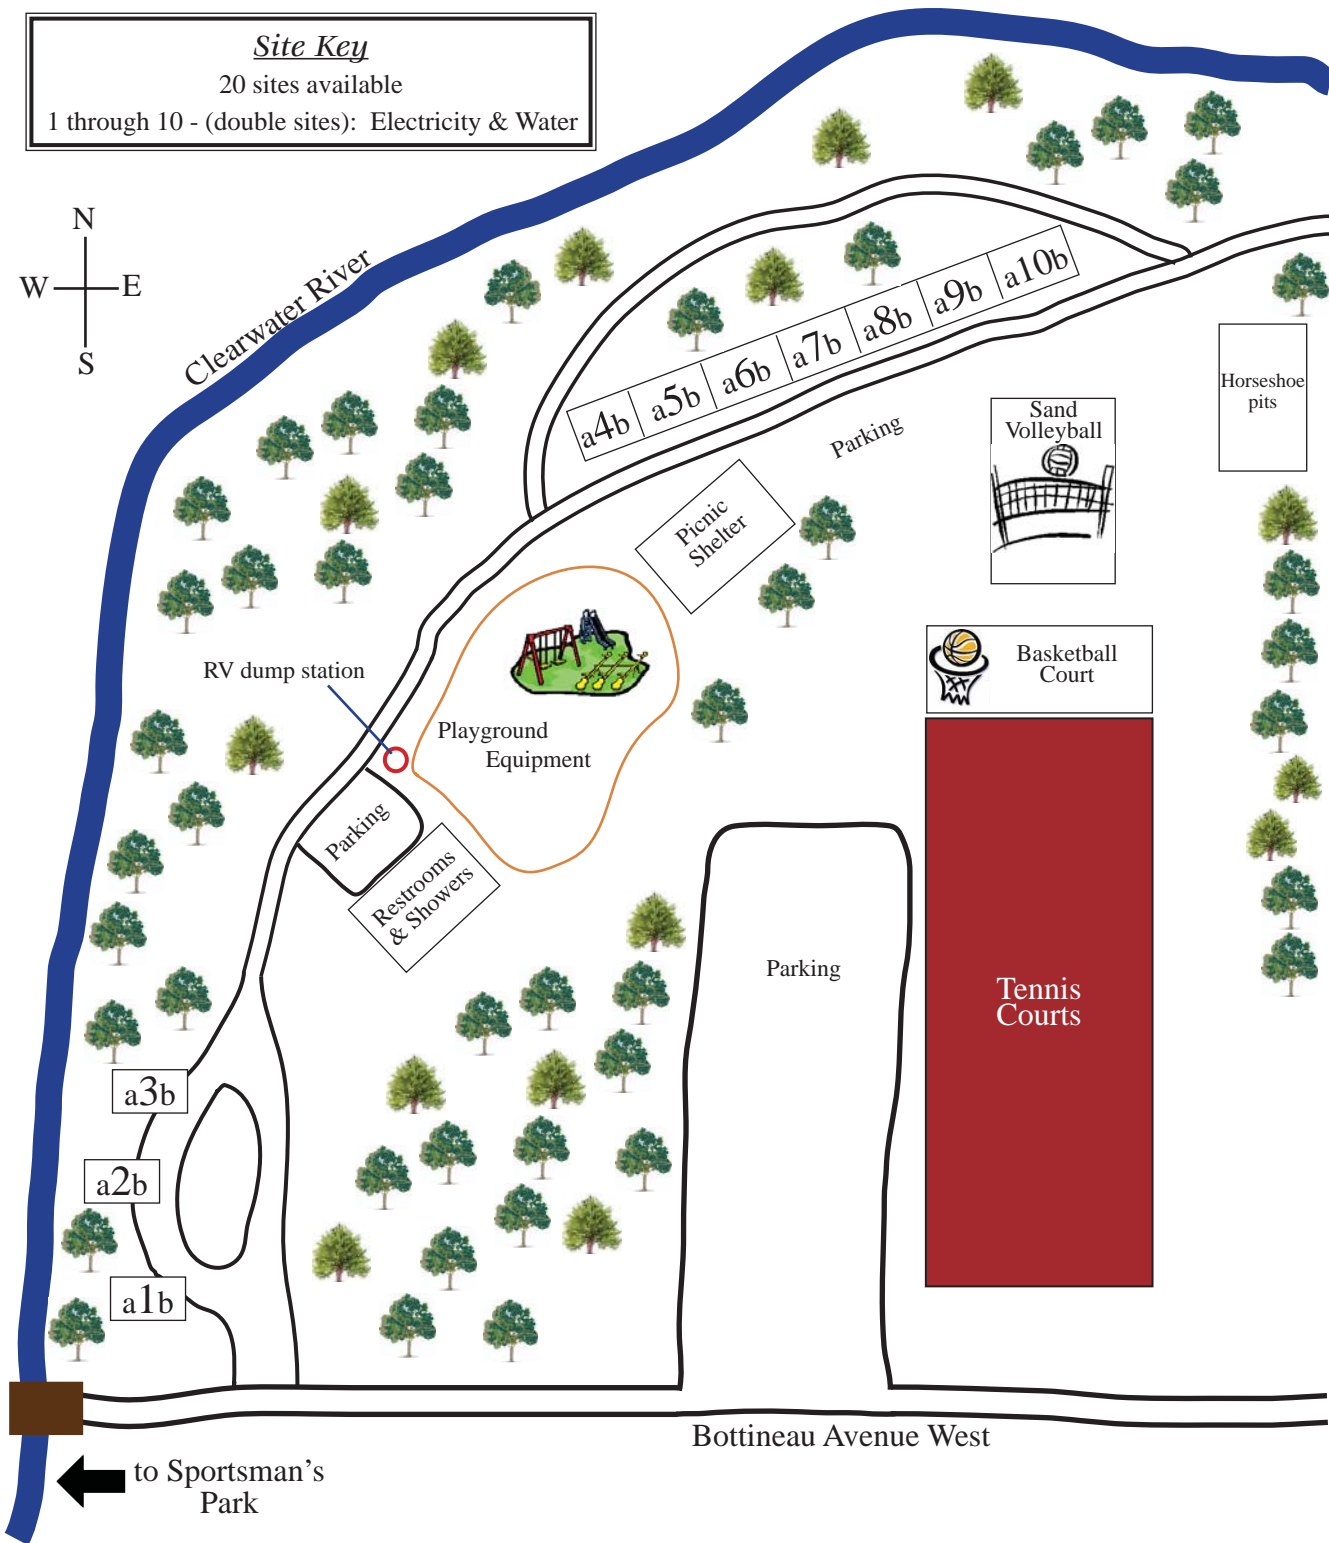 Site Key
20 sites available
1 through 10 - (double sites): Electricity & Water
N
W
E
S
Clearwater River
a4b
a5b
a6b
a7b
a8b
a9b
a10b
Parking
Sand
Volleyball
Horseshoe
pits
Picnic
Shelter
Basketball
Court
RV dump station
Playground
Equipment
Parking
Restrooms
& Showers
Parking
Tennis
Courts
a3b
a2b
a1b
Bottineau Avenue West
to Sportsman's
Park